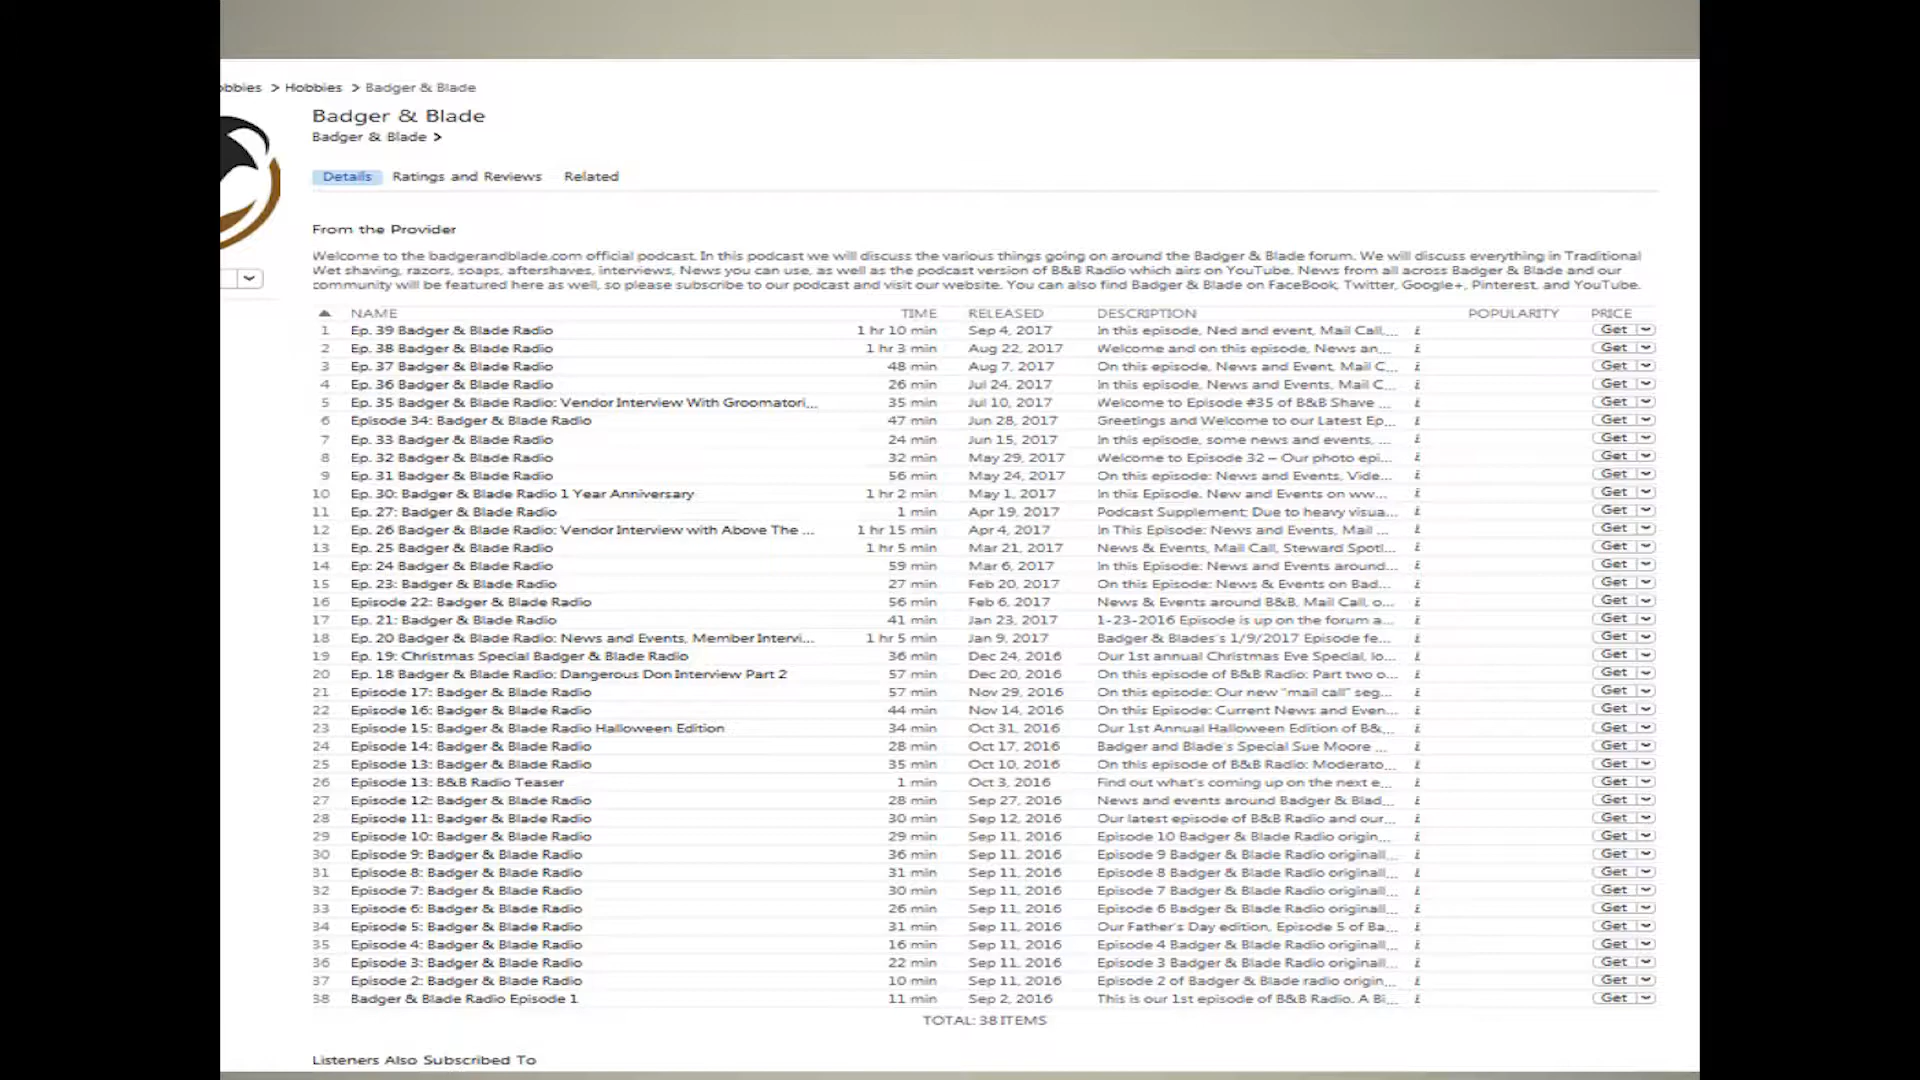 obbies > Hobbies > Badger & Blade
Badger & Blade
Badger & Blade >
Details Ratings and Reviews Related
From the Provider
Welcome to the badgerandblade.com official podcast. In this podcast we will discuss the various things going on around the Badger & Blade forum. We will discuss everything in Traditional
Wet shaving, razors, soaps, aftershaves, interviews, News you can use, as well as the podcast version of B&B Radio which airs on YouTube. News from all across Badger & Blade and our
community will be featured here as well, so please subscribe to our podcast and visit our website. You can also find Badger & Blade on FaceBook, Twitter, Google+, Pinterest, and YouTube.
NAME TIME RELEASED DESCRIPTION POPULARITY PRICE
1 Ep. 39 Badger & Blade Radio 1 hr 10 min Sep 4, 2017 In this episode, Ned and event, Mail Call,... i Get
2 Ep. 38 Badger & Blade Radio 1 hr 3 min Aug 22, 2017 Welcome and on this episode, News an... i Get
3 Ep. 37 Badger & Blade Radio 48 min Aug 7, 2017 On this episode, News and Event, Mail C... i Get
4 Ep. 36 Badger & Blade Radio 26 min Jul 24, 2017 In this episode, News and Events, Mail C... i Get
5 Ep. 35 Badger & Blade Radio: Vendor Interview With Groomatori... 35 min Jul 10, 2017 Welcome to Episode #35 of B&B Shave ... i Get
6 Episode 34: Badger & Blade Radio 47 min Jun 28, 2017 Greetings and Welcome to our Latest Ep... i Get
7 Ep. 33 Badger & Blade Radio 24 min Jun 15, 2017 In this episode, some news and events, ... i Get
8 Ep. 32 Badger & Blade Radio 32 min May 29, 2017 Welcome to Episode 32 – Our photo epi... i Get
9 Ep. 31 Badger & Blade Radio 56 min May 24, 2017 On this episode: News and Events, Vide... i Get
10 Ep. 30: Badger & Blade Radio 1 Year Anniversary 1 hr 2 min May 1, 2017 In this Episode, New and Events on ww... i Get
11 Ep. 27: Badger & Blade Radio 1 min Apr 19, 2017 Podcast Supplement; Due to heavy visua... i Get
12 Ep. 26 Badger & Blade Radio: Vendor Interview with Above The ... 1 hr 15 min Apr 4, 2017 In This Episode: News and Events, Mail ... i Get
13 Ep. 25 Badger & Blade Radio 1 hr 5 min Mar 21, 2017 News & Events, Mail Call, Steward Spotl... i Get
14 Ep: 24 Badger & Blade Radio 59 min Mar 6, 2017 In this Episode: News and Events around... i Get
15 Ep. 23: Badger & Blade Radio 27 min Feb 20, 2017 On this Episode: News & Events on Bad... i Get
16 Episode 22: Badger & Blade Radio 56 min Feb 6, 2017 News & Events around B&B, Mail Call, o... i Get
17 Ep. 21: Badger & Blade Radio 41 min Jan 23, 2017 1-23-2016 Episode is up on the forum a... i Get
18 Ep. 20 Badger & Blade Radio: News and Events, Member Intervi... 1 hr 5 min Jan 9, 2017 Badger & Blades's 1/9/2017 Episode fe... i Get
19 Ep. 19: Christmas Special Badger & Blade Radio 36 min Dec 24, 2016 Our 1st annual Christmas Eve Special, lo... i Get
20 Ep. 18 Badger & Blade Radio: Dangerous Don Interview Part 2 57 min Dec 20, 2016 On this episode of B&B Radio: Part two o... i Get
21 Episode 17: Badger & Blade Radio 57 min Nov 29, 2016 On this episode: Our new "mail call" seg... i Get
22 Episode 16: Badger & Blade Radio 44 min Nov 14, 2016 On this Episode: Current News and Even... i Get
23 Episode 15: Badger & Blade Radio Halloween Edition 34 min Oct 31, 2016 Our 1st Annual Halloween Edition of B&... i Get
24 Episode 14: Badger & Blade Radio 28 min Oct 17, 2016 Badger and Blade's Special Sue Moore ... i Get
25 Episode 13: Badger & Blade Radio 35 min Oct 10, 2016 On this episode of B&B Radio: Moderato... i Get
26 Episode 13: B&B Radio Teaser 1 min Oct 3, 2016 Find out what's coming up on the next e... i Get
27 Episode 12: Badger & Blade Radio 28 min Sep 27, 2016 News and events around Badger & Blad... i Get
28 Episode 11: Badger & Blade Radio 30 min Sep 12, 2016 Our latest episode of B&B Radio and our... i Get
29 Episode 10: Badger & Blade Radio 29 min Sep 11, 2016 Episode 10 Badger & Blade Radio origin... i Get
30 Episode 9: Badger & Blade Radio 36 min Sep 11, 2016 Episode 9 Badger & Blade Radio originall... i Get
31 Episode 8: Badger & Blade Radio 31 min Sep 11, 2016 Episode 8 Badger & Blade Radio originall... i Get
32 Episode 7: Badger & Blade Radio 30 min Sep 11, 2016 Episode 7 Badger & Blade Radio originall... i Get
33 Episode 6: Badger & Blade Radio 26 min Sep 11, 2016 Episode 6 Badger & Blade Radio originall... i Get
34 Episode 5: Badger & Blade Radio 31 min Sep 11, 2016 Our Father's Day edition, Episode 5 of Ba... i Get
35 Episode 4: Badger & Blade Radio 16 min Sep 11, 2016 Episode 4 Badger & Blade Radio originall... i Get
36 Episode 3: Badger & Blade Radio 22 min Sep 11, 2016 Episode 3 Badger & Blade Radio originall... i Get
37 Episode 2: Badger & Blade Radio 10 min Sep 11, 2016 Episode 2 of Badger & Blade radio origin... i Get
38 Badger & Blade Radio Episode 1 11 min Sep 2, 2016 This is our 1st episode of B&B Radio. A Bi... i Get
TOTAL: 38 ITEMS
Listeners Also Subscribed To